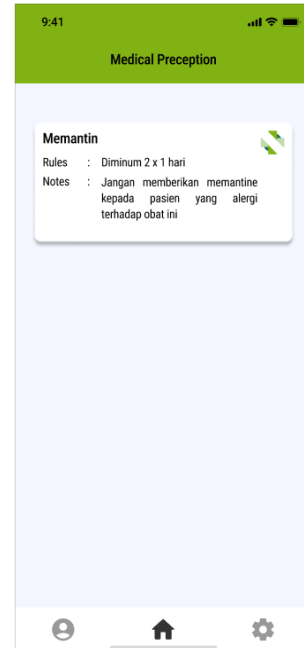 9:41
Medical Preception
Memantin
Rules : Diminum 2 x 1 hari
Notes : Jangan memberikan memantine
kepada pasien yang alergi
terhadap obat ini